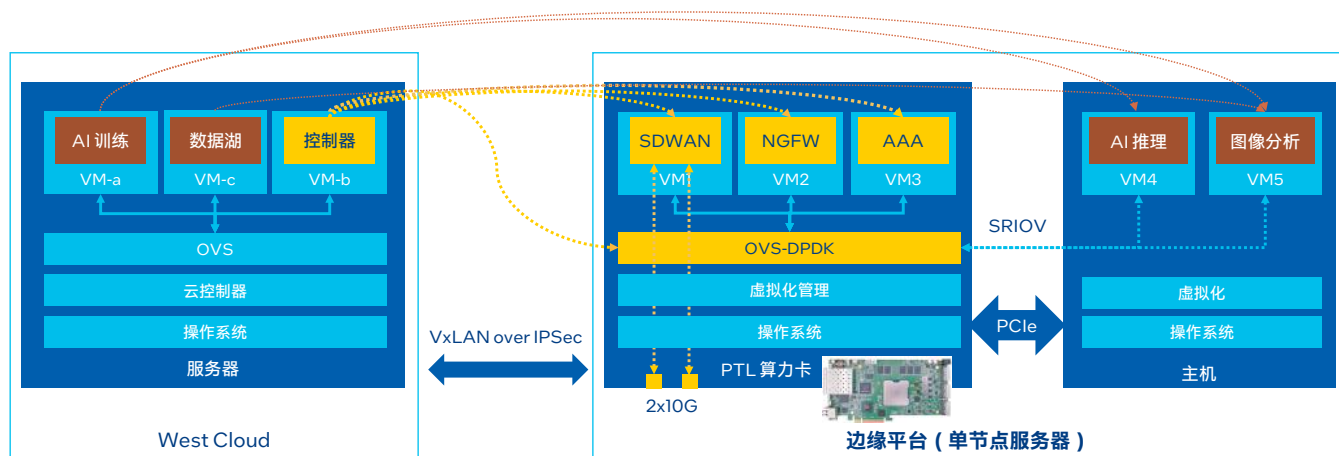 AI 训练
数据湖
控制器
VM-a
VM-c
VM-b
OVS
云控制器
操作系统
服务器
West Cloud
VxLAN over IPSec
SDWAN
NGFW
AAA
VM1
VM2
VM3
OVS-DPDK
虚拟化管理
操作系统
PTL 算力卡
2x10G
SRIOV
PCIe
AI 推理
图像分析
VM4
VM5
虚拟化
操作系统
主机
边缘平台（单节点服务器）